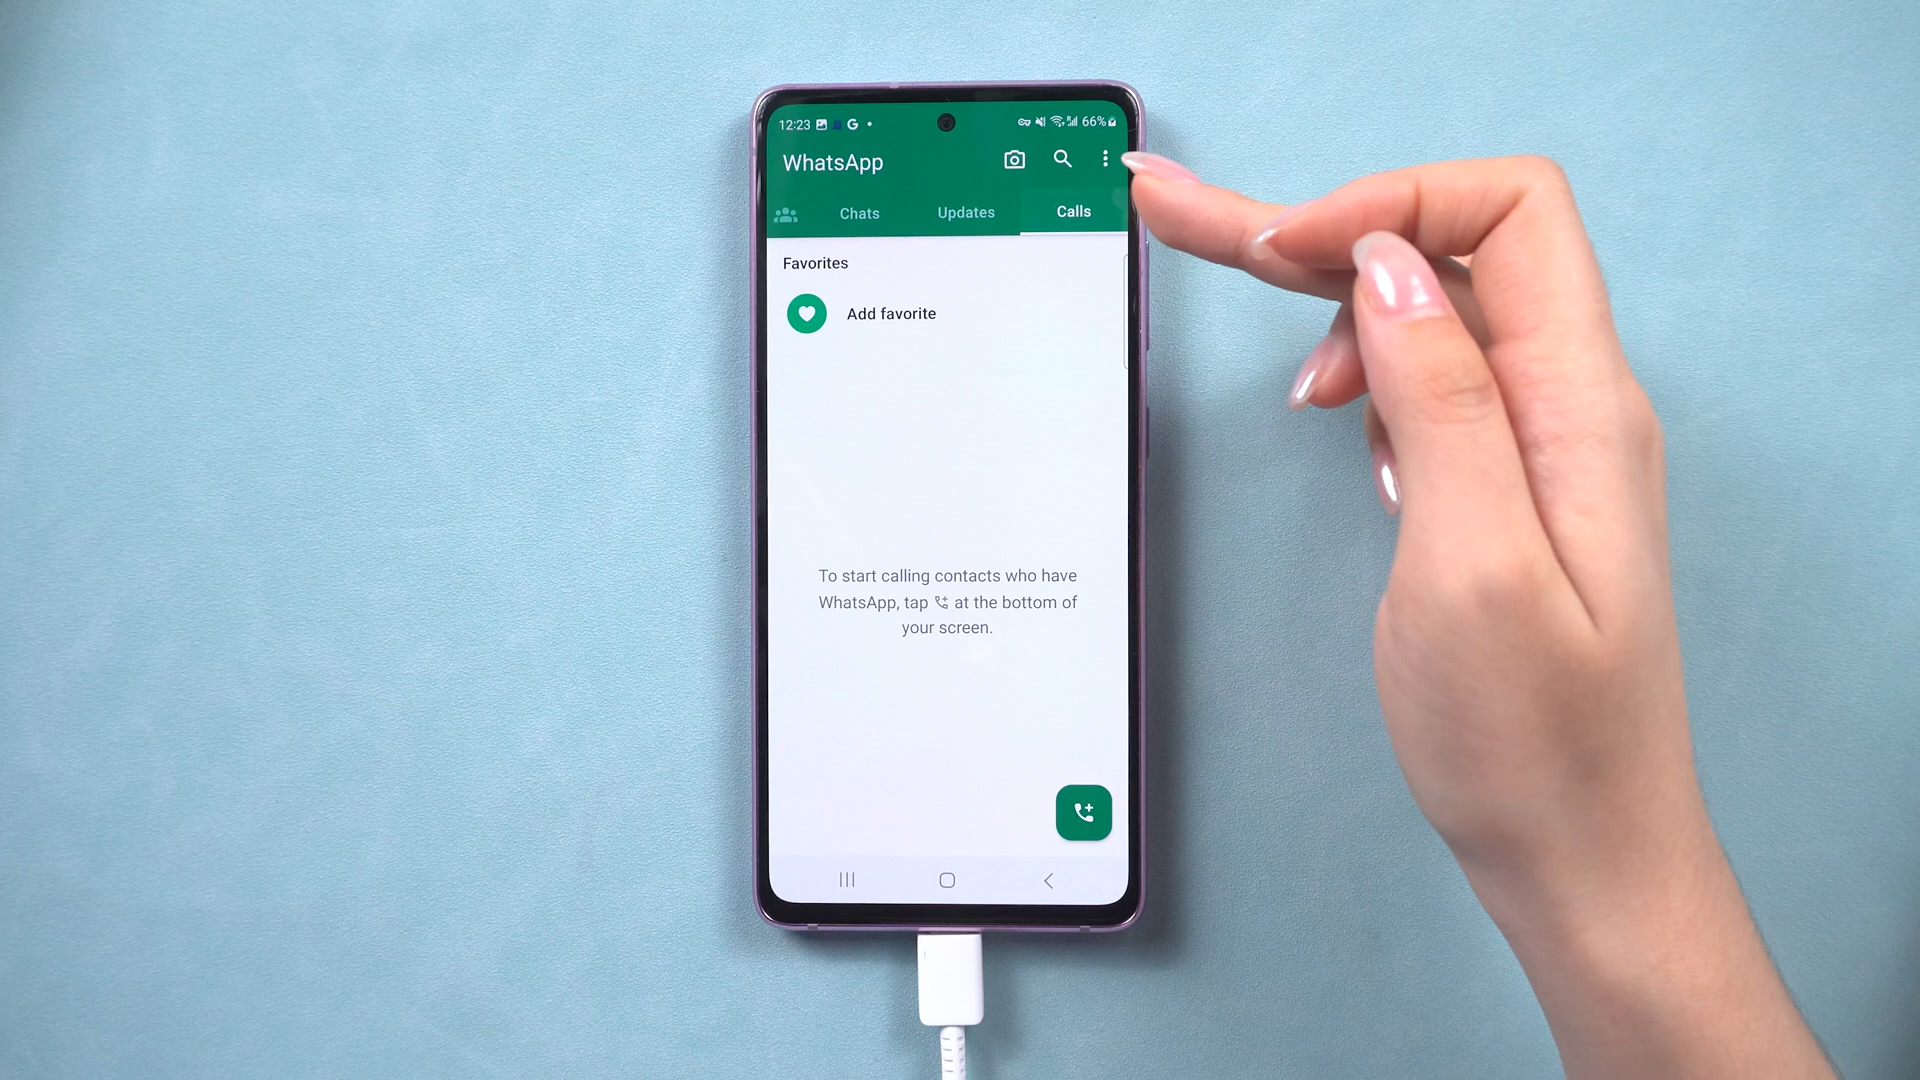 12:23 G 66%
WhatsApp
Chats Updates Calls
Favorites
Add favorite
To start calling contacts who have
WhatsApp, tap at the bottom of
your screen.